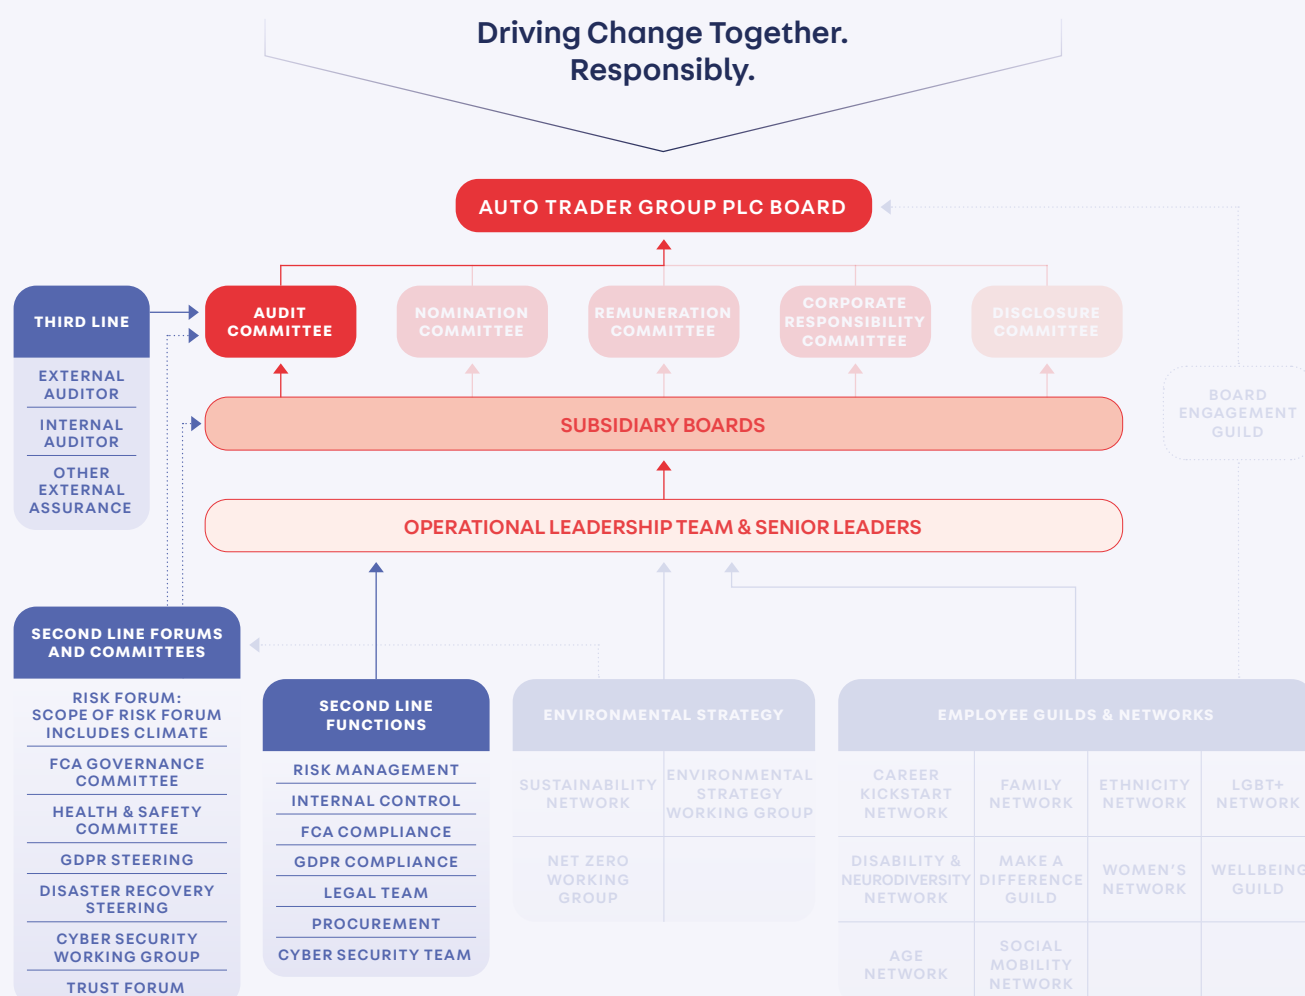 Driving Change Together.
Responsibly.
AUTO TRADER GROUP PLC BOARD
THIRD LINE
EXTERNAL
AUDITOR
INTERNAL
AUDITOR
OTHER
EXTERNAL
ASSURANCE
AUDIT
COMMITTEE
NOMINATION
COMMITTEE
REMUNERATION
COMMITTEE
CORPORATE
RESPONSIBILITY
COMMITTEE
DISCLOSURE
COMMITTEE
SUBSIDIARY BOARDS
BOARD
ENGAGEMENT
GUILD
OPERATIONAL LEADERSHIP TEAM & SENIOR LEADERS
SECOND LINE FORUMS
AND COMMITTEES
RISK FORUM:
SCOPE OF RISK FORUM
INCLUDES CLIMATE
FCA GOVERNANCE
COMMITTEE
HEALTH & SAFETY
COMMITTEE
GDPR STEERING
DISASTER RECOVERY
STEERING
CYBER SECURITY
WORKING GROUP
TRUST FORUM
SECOND LINE
FUNCTIONS
RISK MANAGEMENT
INTERNAL CONTROL
FCA COMPLIANCE
GDPR COMPLIANCE
LEGAL TEAM
PROCUREMENT
CYBER SECURITY TEAM
ENVIRONMENTAL STRATEGY
SUSTAINABILITY
NETWORK
ENVIRONMENTAL
STRATEGY
WORKING GROUP
NET ZERO
WORKING
GROUP
EMPLOYEE GUILDS & NETWORKS
CAREER
KICKSTART
NETWORK
FAMILY
NETWORK
ETHNICITY
NETWORK
LGBT+
NETWORK
DISABILITY &
NEURODIVERSITY
NETWORK
MAKE A
DIFFERENCE
GUILD
WOMEN'S
NETWORK
WELLBEING
GUILD
AGE
NETWORK
SOCIAL
MOBILITY
NETWORK